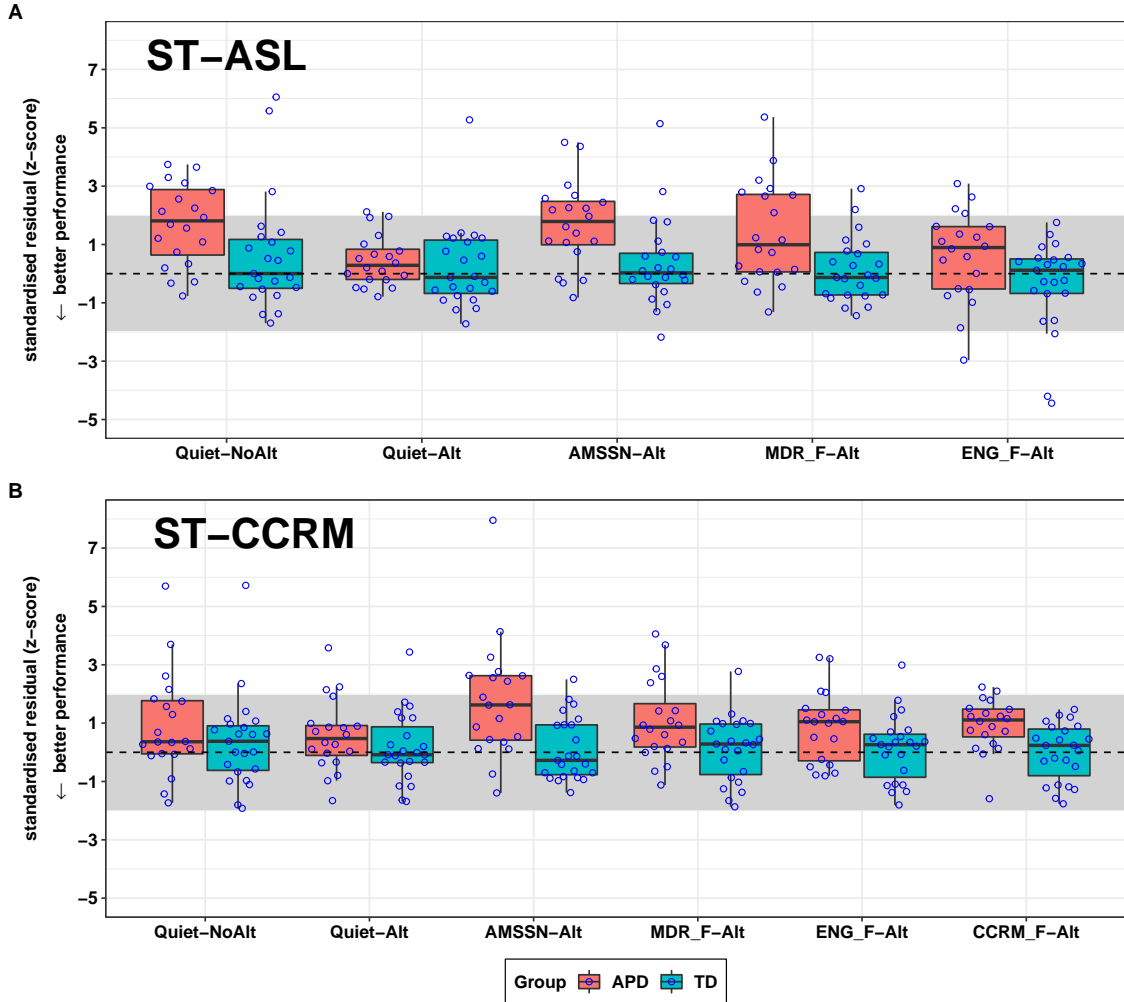 A
ST−ASL
standardised residual (z−score)
← better performance
7
5
3
1
−1
−3
−5
Quiet−NoAlt Quiet−Alt AMSSN−Alt MDR_F−Alt ENG_F−Alt
B
ST−CCRM
standardised residual (z−score)
← better performance
7
5
3
1
−1
−3
−5
Quiet−NoAlt Quiet−Alt AMSSN−Alt MDR_F−Alt ENG_F−Alt CCRM_F−Alt
Group APD TD